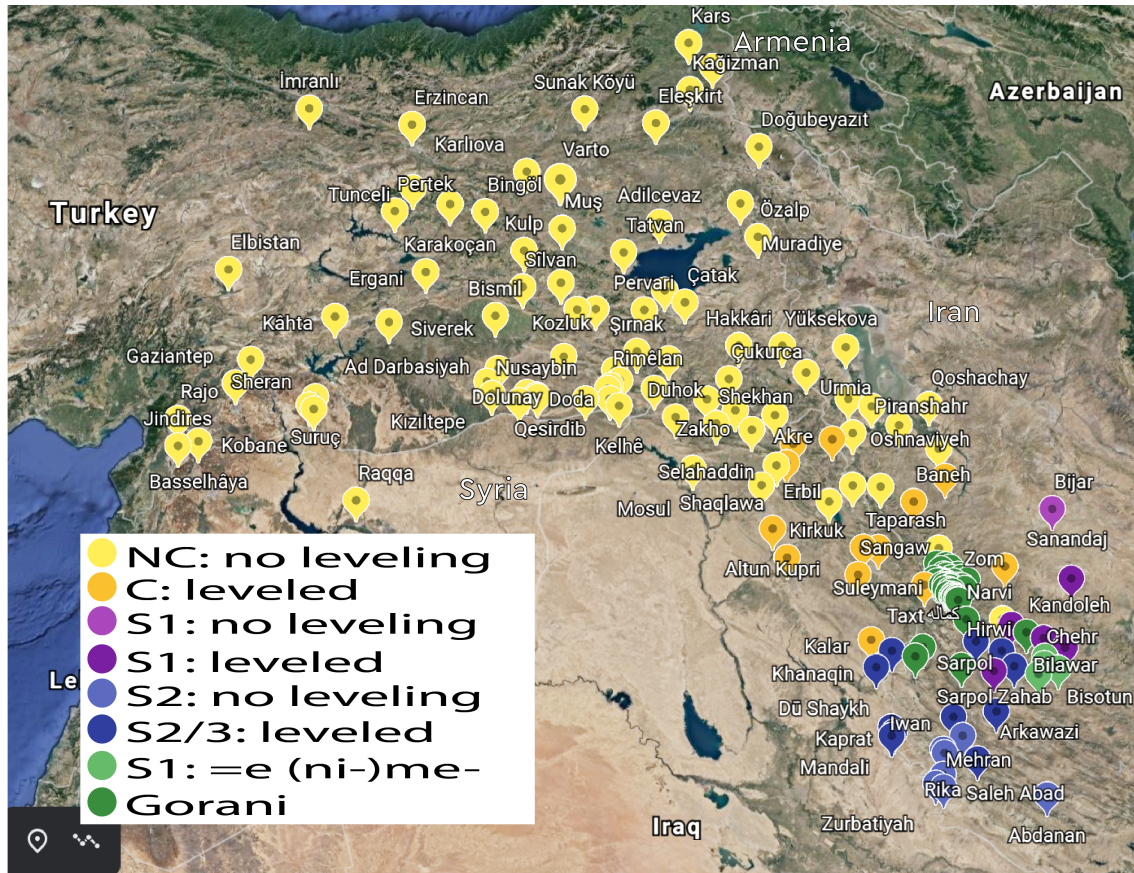 Kars
Armenia
Kağizman
İmranlı
Erzincan
Sunak Köyü
Eleşkirt
Azerbaijan
Doğubeyazıt
Karlıova
Varto
Tunceli
Pertek
Bingöl
Muş
Adilcevaz
Özalp
Turkey
Elbistan
Kulp
Tatvan
Karakoçan
Muradiye
Silvan
Ergani
Bismil
Pervari
Çatak
Iran
Kâhta
Siverek
Kozluk
Şırnak
Hakkâri
Yüksekova
Gaziantep
Ad Darbasiyah
Nusaybin
Rimêlan
Çukurca
Rajo
Sheran
Dolunay
Doda
Duhok
Shekhan
Urmia
Qoshachay
Jindires
Kobane
Suruç
Kızıltepe
Qesirdib
Kelhê
Zakho
Akre
Piranshahr
Oshnaviyeh
Basselhâya
Raqqa
Syria
Selahaddin
Mosul
Shaqlawa
Erbil
Baneh
Bijar
Taparash
Kirkuk
Sanandaj
Altun Kupri
Sangaw
Zom
Suleymani
Narvi
Kandoleh
Taxt
كماله
Hirwi
Chehr
Kalar
Khanaqin
Sarpol
Bilawar
Sarpol Zahab
Bisotun
Dū Shaykh
Iwan
Arkawazi
Kaprat
Mandali
Mehran
Rika
Saleh Abad
Zurbatiyah
Abdanan
Iraq
Le
NC: no leveling
C: leveled
S1: no leveling
S1: leveled
S2: no leveling
S2/3: leveled
S1: =e (ni-)me-
Gorani